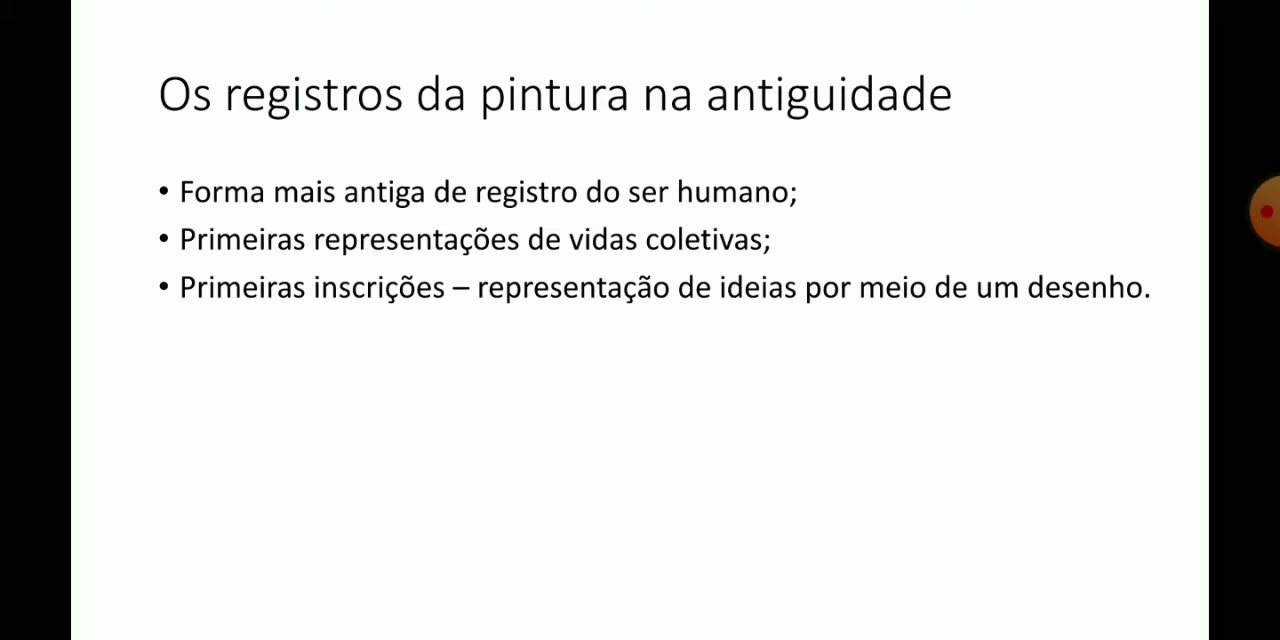 Os registros da pintura na antiguidade
• Forma mais antiga de registro do ser humano;
• Primeiras representações de vidas coletivas;
• Primeiras inscrições – representação de ideias por meio de um desenho.